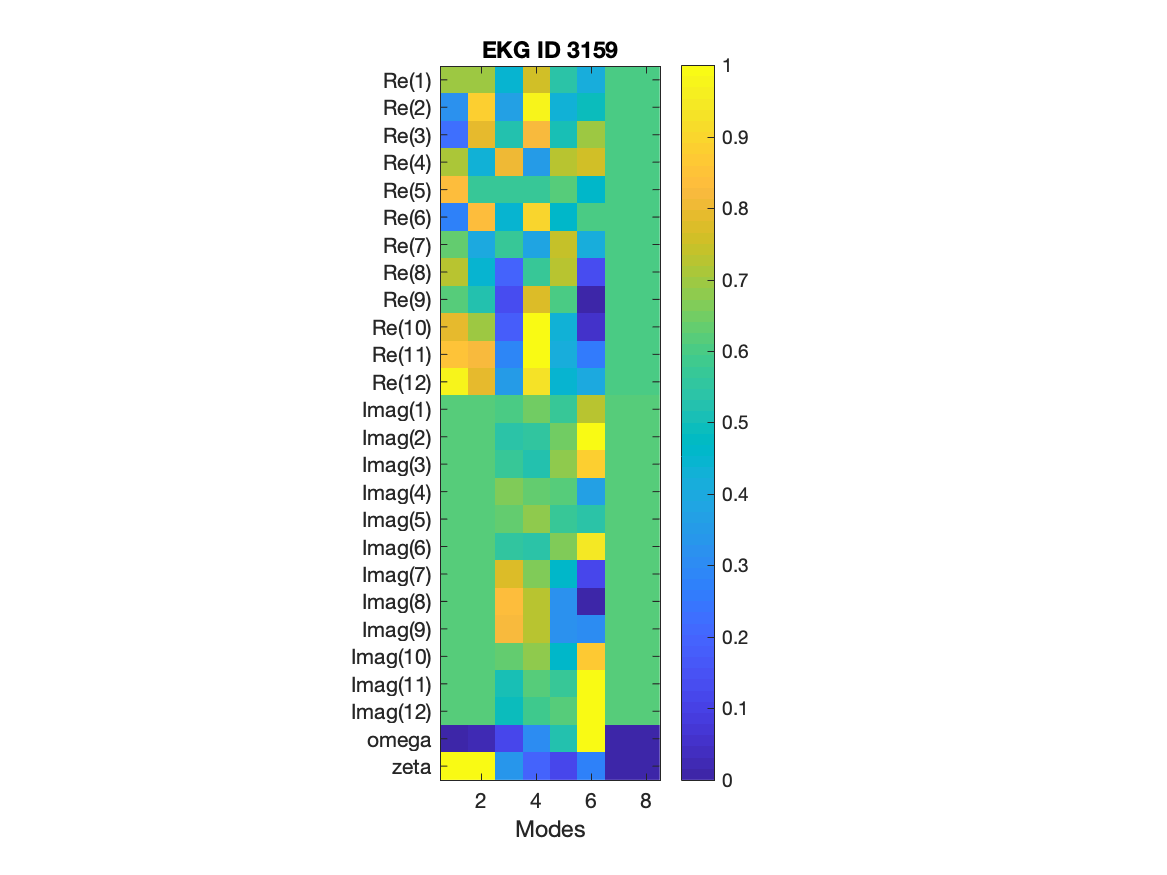 EKG ID 3159
Re(1)
Re(2)
Re(3)
Re(4)
Re(5)
Re(6)
Re(7)
Re(8)
Re(9)
Re(10)
Re(11)
Re(12)
Imag(1)
Imag(2)
Imag(3)
Imag(4)
Imag(5)
Imag(6)
Imag(7)
Imag(8)
Imag(9)
Imag(10)
Imag(11)
Imag(12)
omega
zeta
2 4 6 8
Modes
1
0.9
0.8
0.7
0.6
0.5
0.4
0.3
0.2
0.1
0